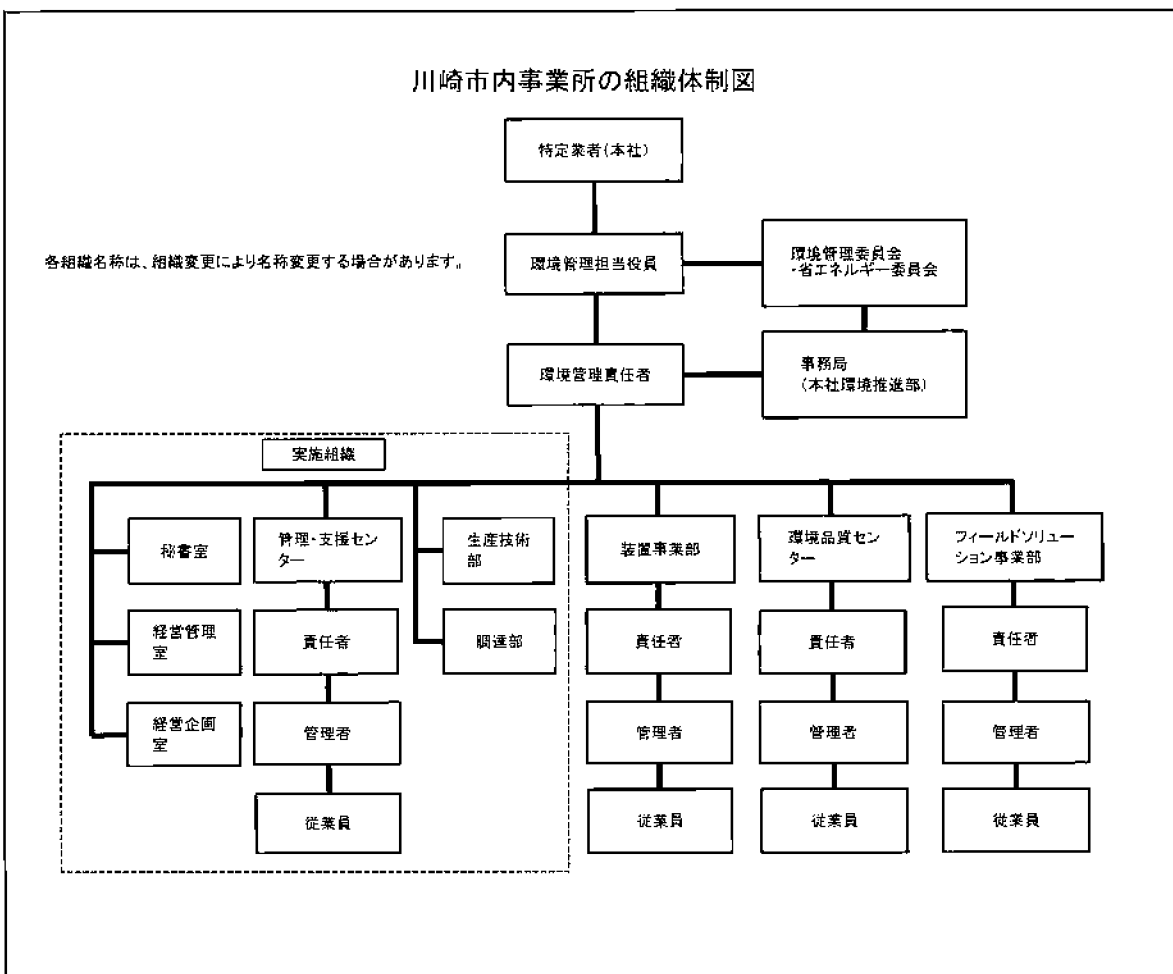 川崎市内事業所の組織体制図
特定業者(本社)
各組織名称は、組織変更により名称変更する場合があります。
環境管理担当役員
環境管理委員会
・省エネルギー委員会
環境管理責任者
事務局
(本社環境推進部)
実施組織
秘書室
管理・支援セン
ター
生産技術
部
装置事業部
環境品質セン
ター
フィールドソリュー
ション事業部
経営管理
室
責任者
調達部
責任者
責任者
責任者
経営企画
室
管理者
管理者
管理者
管理者
従業員
従業員
従業員
従業員